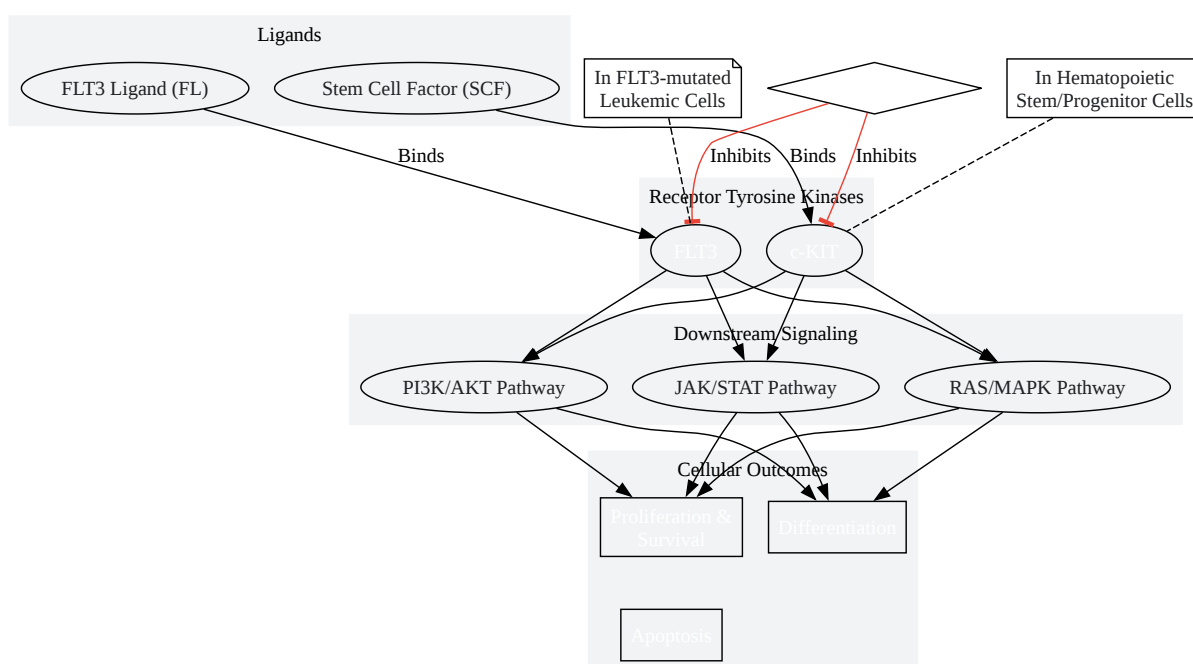 Ligands
FLT3 Ligand (FL)
Stem Cell Factor (SCF)
In FLT3-mutated
Leukemic Cells
In Hematopoietic
Stem/Progenitor Cells
Binds
Inhibits
Binds
Inhibits
Receptor Tyrosine Kinases
FLT3
c-KIT
Downstream Signaling
PI3K/AKT Pathway
JAK/STAT Pathway
RAS/MAPK Pathway
Cellular Outcomes
Proliferation &
Survival
Differentiation
Apoptosis